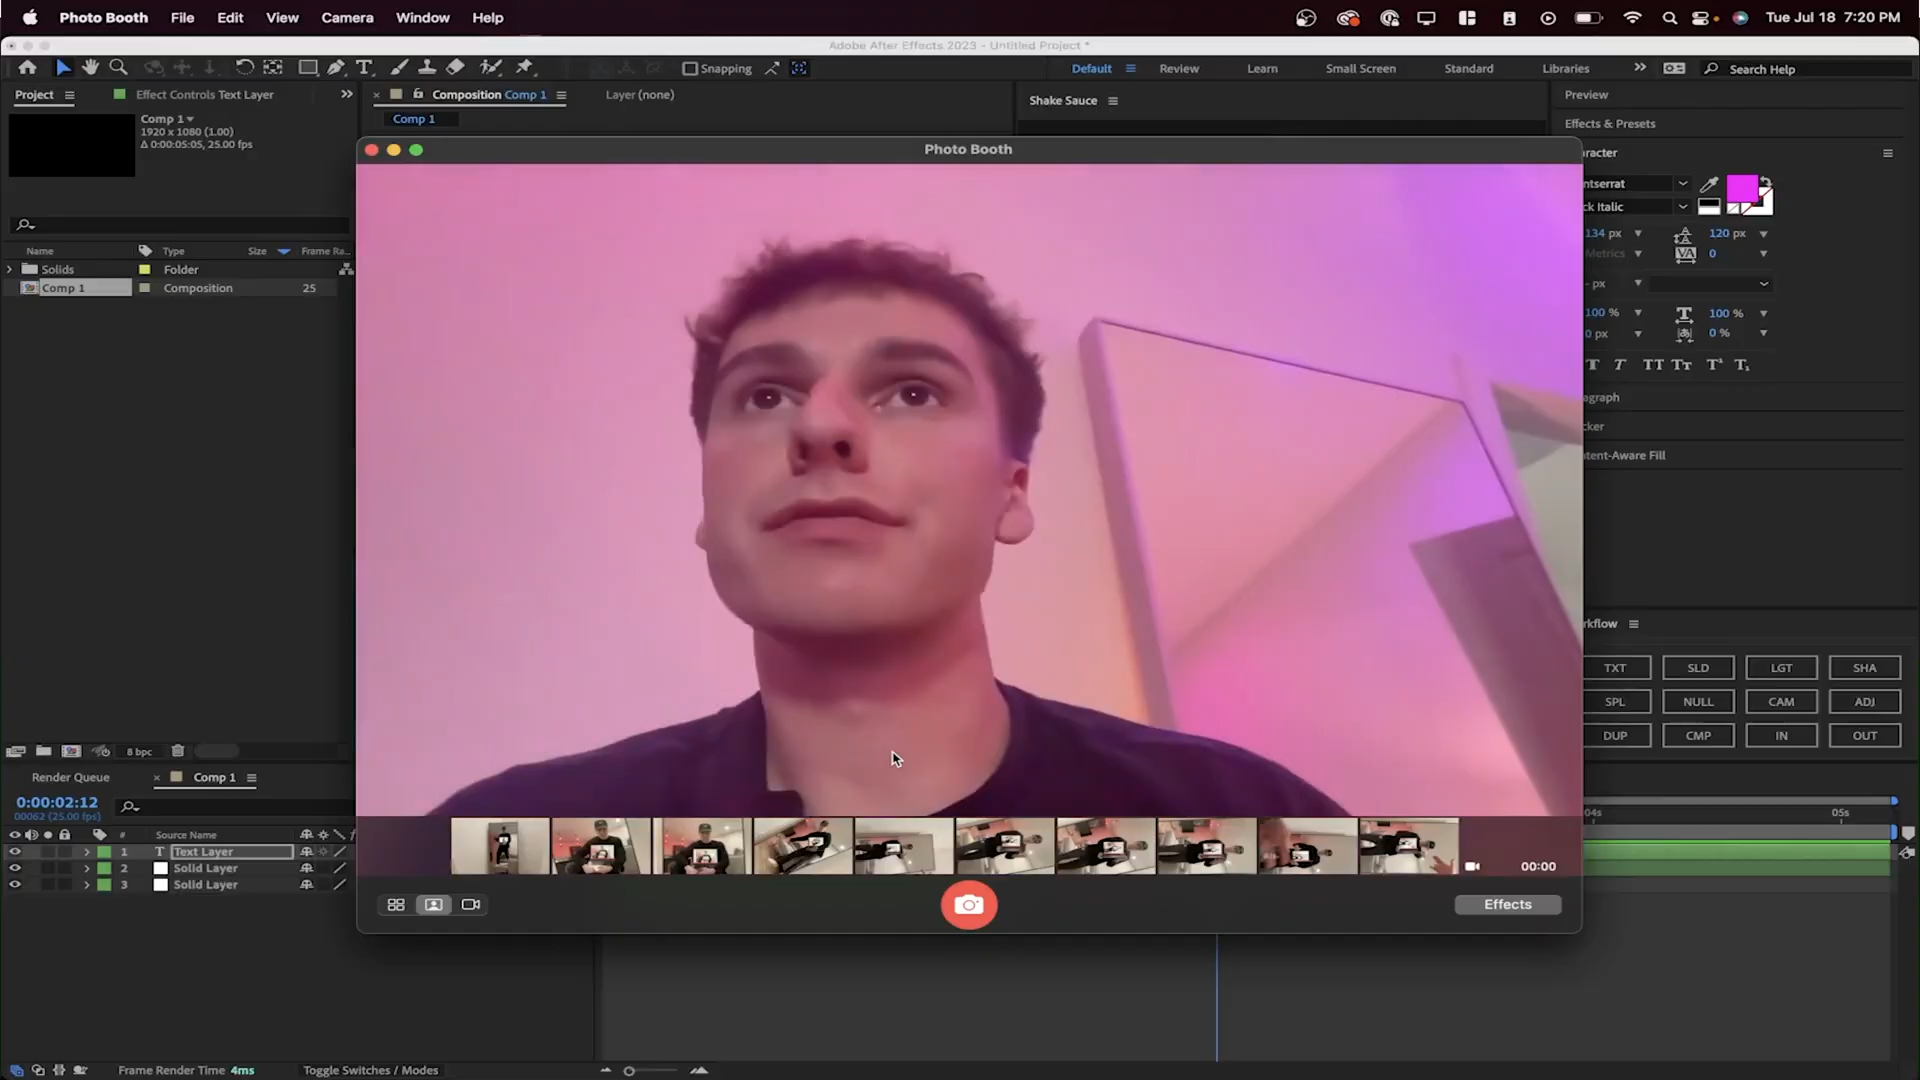 Photo Booth File Edit View Camera Window Help Tue Jul 18 7:20 PM
Adobe After Effects 2023 - Untitled Project *
Snapping Default Review Learn Small Screen Standard Libraries Search Help
Project Effect Controls Text Layer Composition Comp 1 Layer (none) Shake Sauce Preview
Comp 1
1920 x 1080 (1.00)
Δ 0:00:05:05, 25.00 fps
Comp 1
Effects & Presets
Photo Booth
aracter
ntserrat
ck Italic
134 px 120 px
Metrics 0
- px
100 % 100 %
0 px 0 %
T T TT Tт T¹ T₁
Name Type Size Frame Ra...
Solids Folder
Comp 1 Composition 25
agraph
cker
tent-Aware Fill
rkflow
TXT SLD LGT SHA
SPL NULL CAM ADJ
DUP CMP IN OUT
8 bpc
Render Queue Comp 1
0:00:02:12
00062 (25.00 fps)
04s 05s
# Source Name
1 T Text Layer
2 Solid Layer
3 Solid Layer
00:00
Effects
Frame Render Time 4ms Toggle Switches / Modes